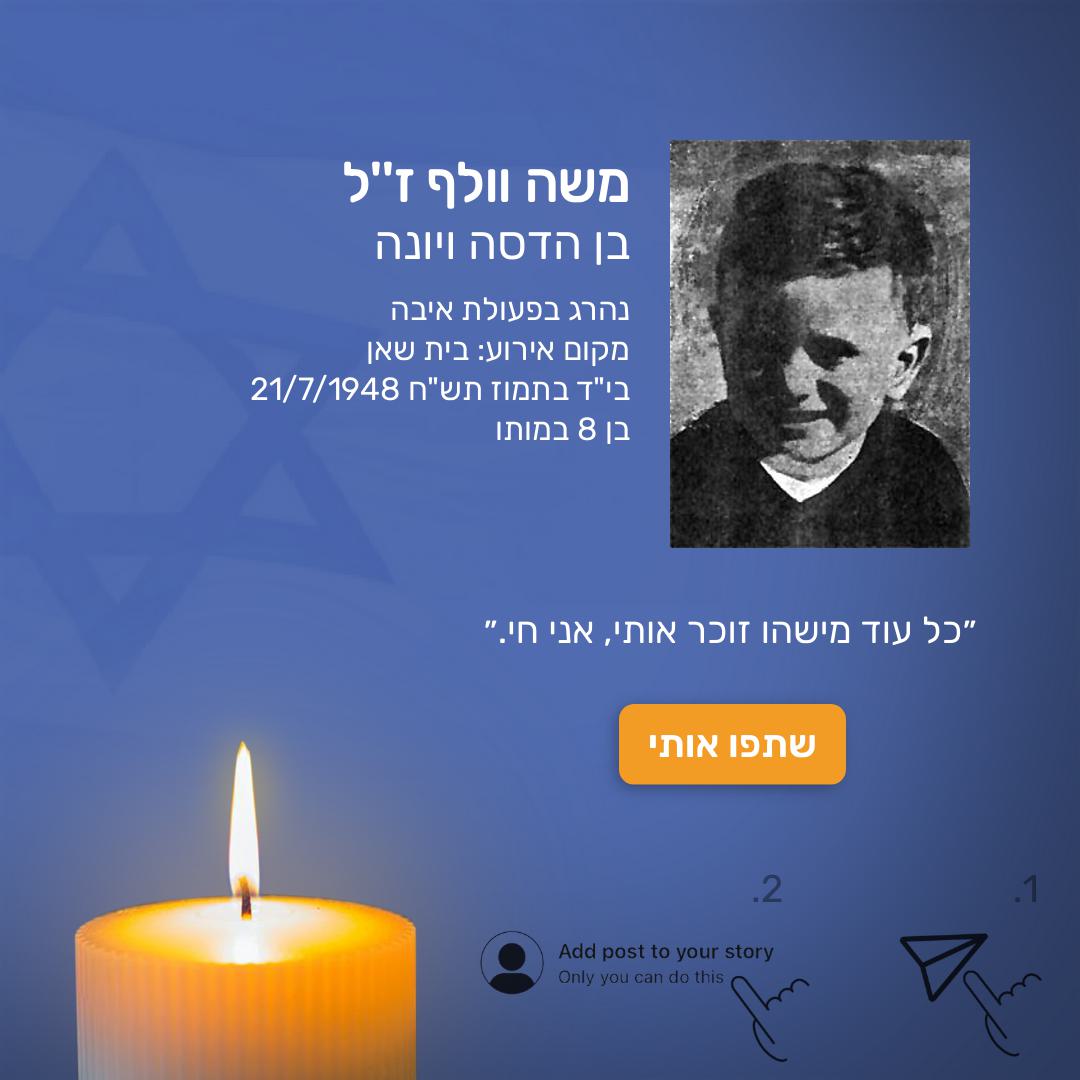 משה וולף ז''ל
בן הדסה ויונה
נהרג בפעולת איבה
מקום אירוע: בית שאן
בי"ד בתמוז תש"ח 21/7/1948
בן 8 במותו
״כל עוד מישהו זוכר אותי, אני חי.״
שתפו אותי
.1
.2
Add post to your story
Only you can do this